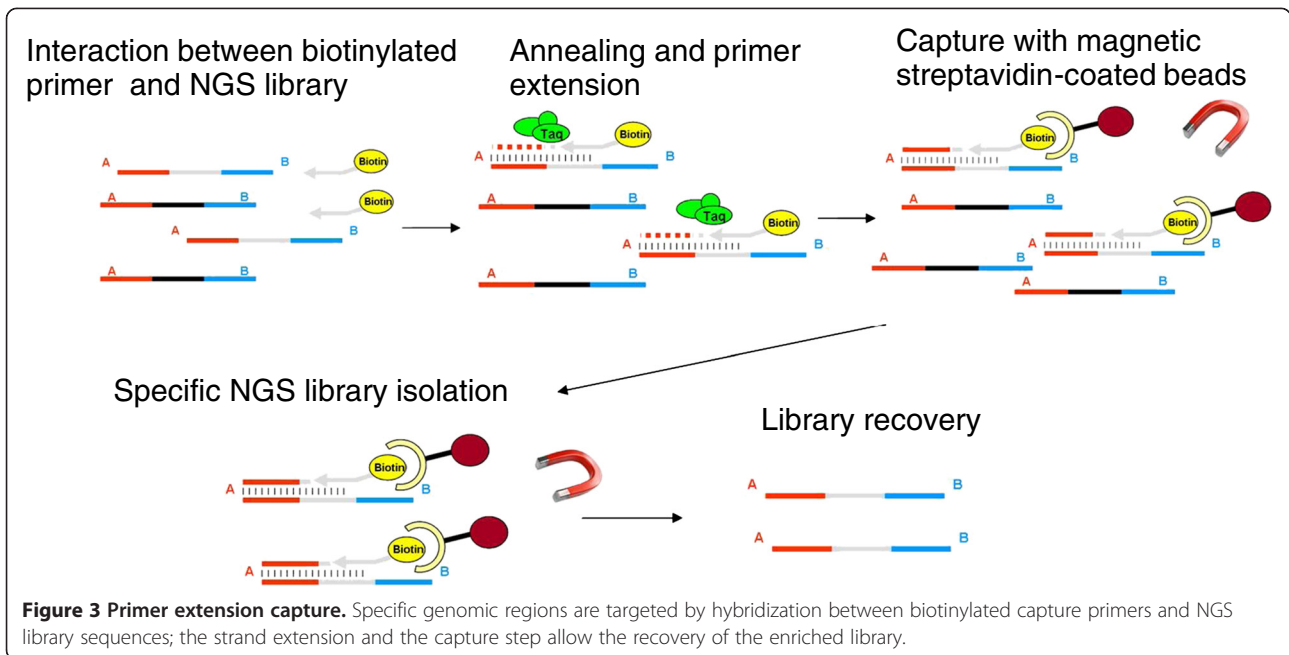 Interaction between biotinylated
primer and NGS library
Annealing and primer
extension
Capture with magnetic
streptavidin-coated beads
A
B
Biotin
A
B
Biotin
A
B
A
B
Taq
Biotin
A
B
A
B
Taq
Biotin
A
B
A
B
Biotin
A
B
A
B
Biotin
A
B
A
B
A
B
Specific NGS library isolation
Library recovery
Biotin
A
B
Biotin
A
B
A
B
A
B
Figure 3 Primer extension capture. Specific genomic regions are targeted by hybridization between biotinylated capture primers and NGS
library sequences; the strand extension and the capture step allow the recovery of the enriched library.